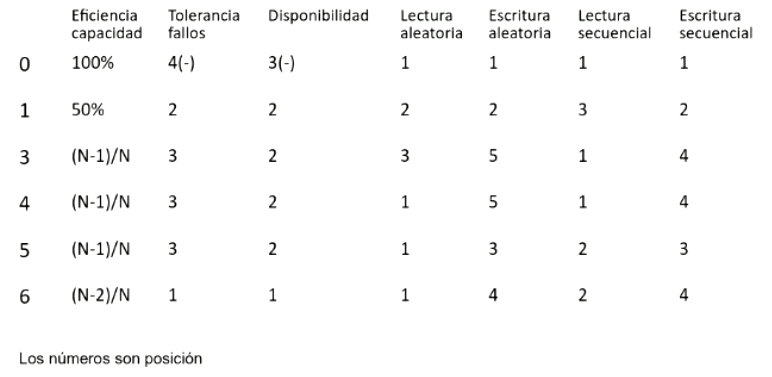 Eficiencia capacidad Tolerancia fallos Disponibilidad Lectura aleatoria Escritura aleatoria Lectura secuencial Escritura secuencial
0 100% 4(-) 3(-) 1 1 1 1
1 50% 2 2 2 2 3 2
3 (N-1)/N 3 2 3 5 1 4
4 (N-1)/N 3 2 1 5 1 4
5 (N-1)/N 3 2 1 3 2 3
6 (N-2)/N 1 1 1 4 2 4
Los números son posición